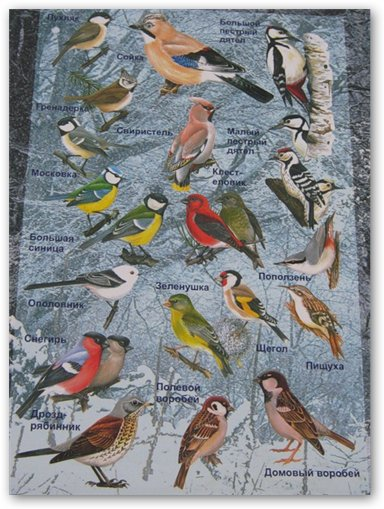 Пухляк
Большой
пестрый
дятел
Сойка
Гренадерка
Свиристель
Малый
пестрый
дятел
Московка
Клест-
еловик
Большая
синица
Поползень
Зеленушка
Ополовник
Снегирь
Щегол
Пищуха
Полевой
воробей
Дрозд-
рябинник
Домовый воробей